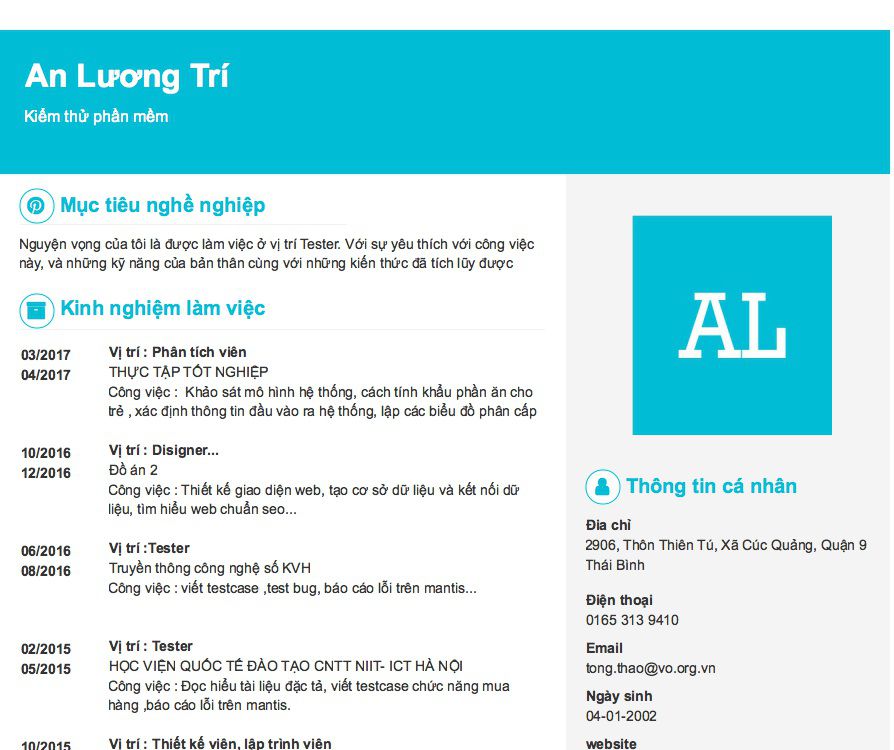 An Lương Trí
Kiểm thử phần mềm
Mục tiêu nghề nghiệp
Nguyện vọng của tôi là được làm việc ở vị trí Tester. Với sự yêu thích với công việc
này, và những kỹ năng của bản thân cùng với những kiến thức đã tích lũy được
Kinh nghiệm làm việc
03/2017
04/2017
Vị trí : Phân tích viên
THỰC TẬP TỐT NGHIỆP
Công việc : Khảo sát mô hình hệ thống, cách tính khẩu phần ăn cho
trẻ , xác định thông tin đầu vào ra hệ thống, lập các biểu đồ phân cấp
10/2016
12/2016
Vị trí : Disigner...
Đồ án 2
Công việc : Thiết kế giao diện web, tạo cơ sở dữ liệu và kết nối dữ
liệu, tìm hiểu web chuẩn seo...
06/2016
08/2016
Vị trí :Tester
Truyền thông công nghệ số KVH
Công việc : viết testcase ,test bug, báo cáo lỗi trên mantis...
02/2015
05/2015
Vị trí : Tester
HỌC VIỆN QUỐC TẾ ĐÀO TẠO CNTT NIIT- ICT HÀ NỘI
Công việc : Đọc hiểu tài liệu đặc tả, viết testcase chức năng mua
hàng ,báo cáo lỗi trên mantis.
10/2015
Vị trí : Thiết kế viên, lập trình viên
AL
Thông tin cá nhân
Địa chỉ
2906, Thôn Thiên Tú, Xã Cúc Quảng, Quận 9
Thái Bình
Điện thoại
0165 313 9410
Email
tong.thao@vo.org.vn
Ngày sinh
04-01-2002
website